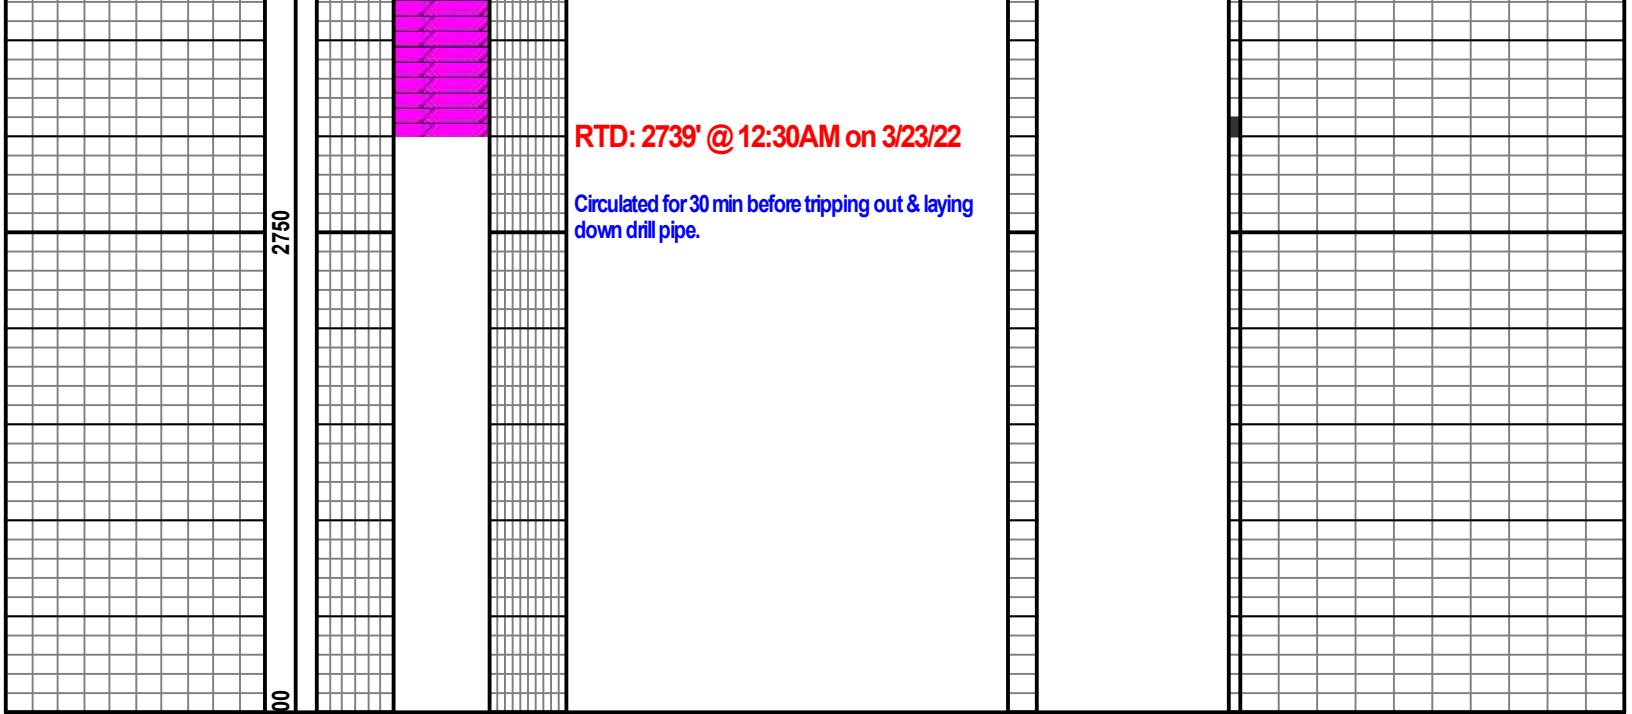 RTD: 2739' @ 12:30AM on 3/23/22
Circulated for 30 min before tripping out & laying
down drill pipe.
2750
00